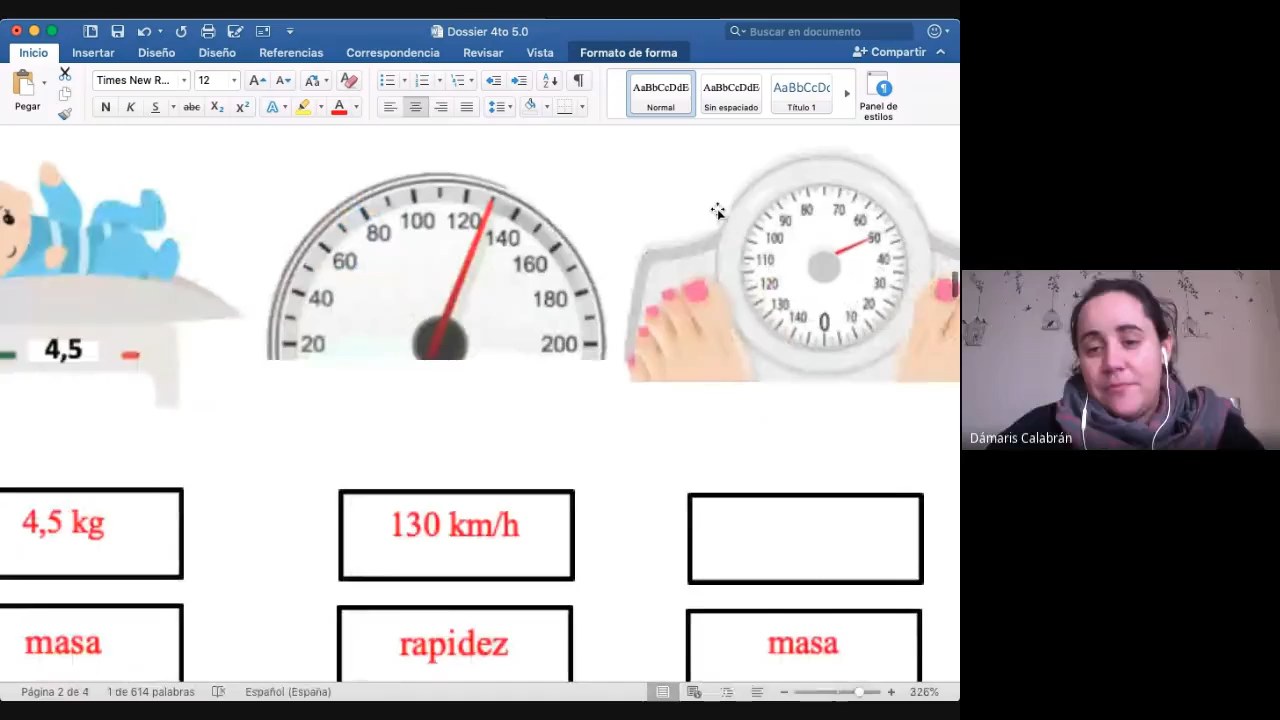 Dossier 4to 5.0
Buscar en documento
Inicio Insertar Diseño Diseño Referencias Correspondencia Revisar Vista Formato de forma Compartir
Pegar
Times New R... 12
N K S abc X2 X2 A A
AaBbCcDdE AaBbCcDdE AaBbCcDc
Normal Sin espaciado Título 1
Panel de estilos
4,5
20 40 60 80 100 120 140 160 180 200
0 10 20 30 40 50 60 70 80 90 100 110 120 130 140
4,5 kg 130 km/h
masa rapidez masa
Dámaris Calabrán
Página 2 de 4 1 de 614 palabras Español (España) 326%